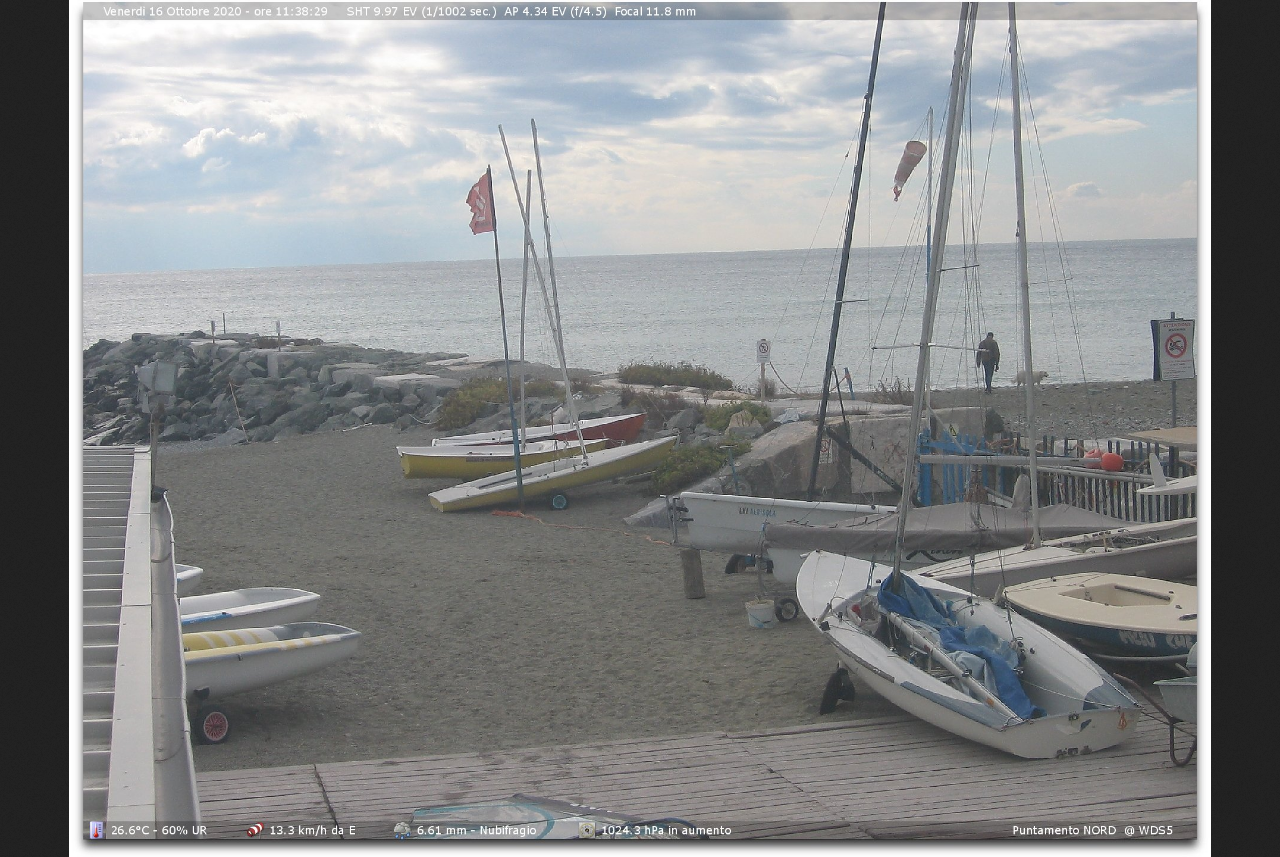 Venerdi 16 Ottobre 2020 - ore 11:38:29 SHT 9.97 EV (1/1002 sec.) AP 4.34 EV (f/4.5) Focal 11.8 mm
26.6°C - 60% UR 13.3 km/h da E 6.61 mm - Nubifragio 1024.3 hPa in aumento Puntamento NORD @ WDS5